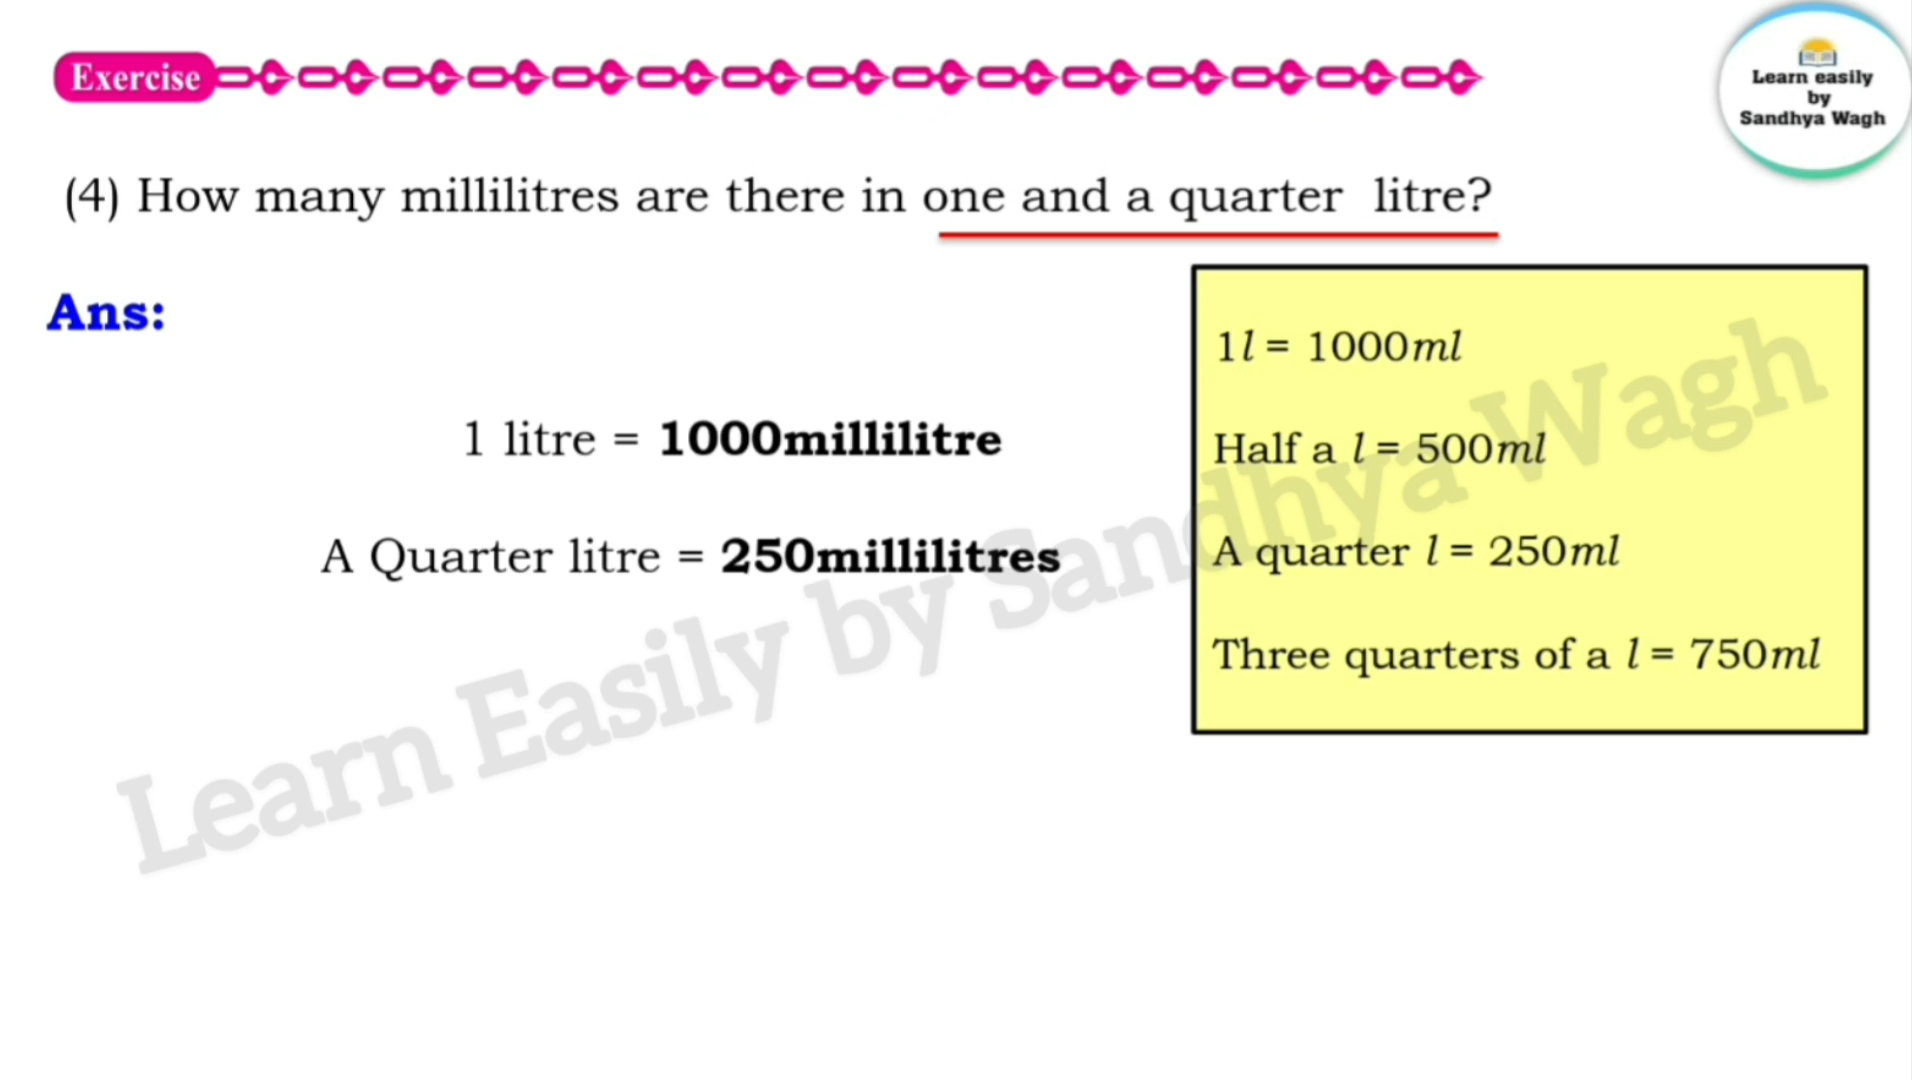 Exercise
Learn easily
by
Sandhya Wagh
(4) How many millilitres are there in one and a quarter litre?
Ans:
1 litre = 1000millilitre
A Quarter litre = 250millilitres
1l = 1000ml
Half a l = 500ml
A quarter l = 250ml
Three quarters of a l = 750ml
Learn Easily by Sandhya Wagh